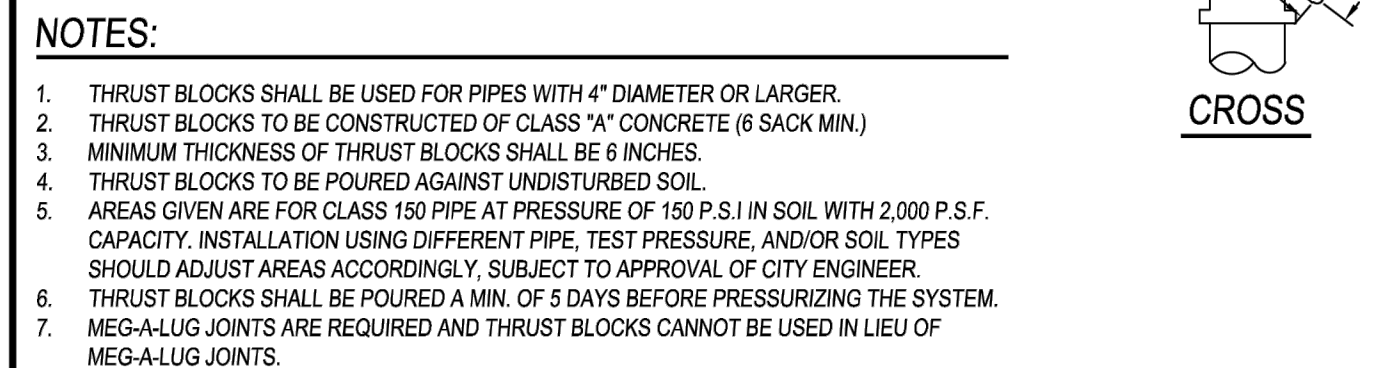 NOTES:
1. THRUST BLOCKS SHALL BE USED FOR PIPES WITH 4" DIAMETER OR LARGER.
2. THRUST BLOCKS TO BE CONSTRUCTED OF CLASS "A" CONCRETE (6 SACK MIN.)
3. MINIMUM THICKNESS OF THRUST BLOCKS SHALL BE 6 INCHES.
4. THRUST BLOCKS TO BE POURED AGAINST UNDISTURBED SOIL.
5. AREAS GIVEN ARE FOR CLASS 150 PIPE AT PRESSURE OF 150 P.S.I IN SOIL WITH 2,000 P.S.F.
CAPACITY. INSTALLATION USING DIFFERENT PIPE, TEST PRESSURE, AND/OR SOIL TYPES
SHOULD ADJUST AREAS ACCORDINGLY, SUBJECT TO APPROVAL OF CITY ENGINEER.
6. THRUST BLOCKS SHALL BE POURED A MIN. OF 5 DAYS BEFORE PRESSURIZING THE SYSTEM.
7. MEG-A-LUG JOINTS ARE REQUIRED AND THRUST BLOCKS CANNOT BE USED IN LIEU OF
MEG-A-LUG JOINTS.
CROSS